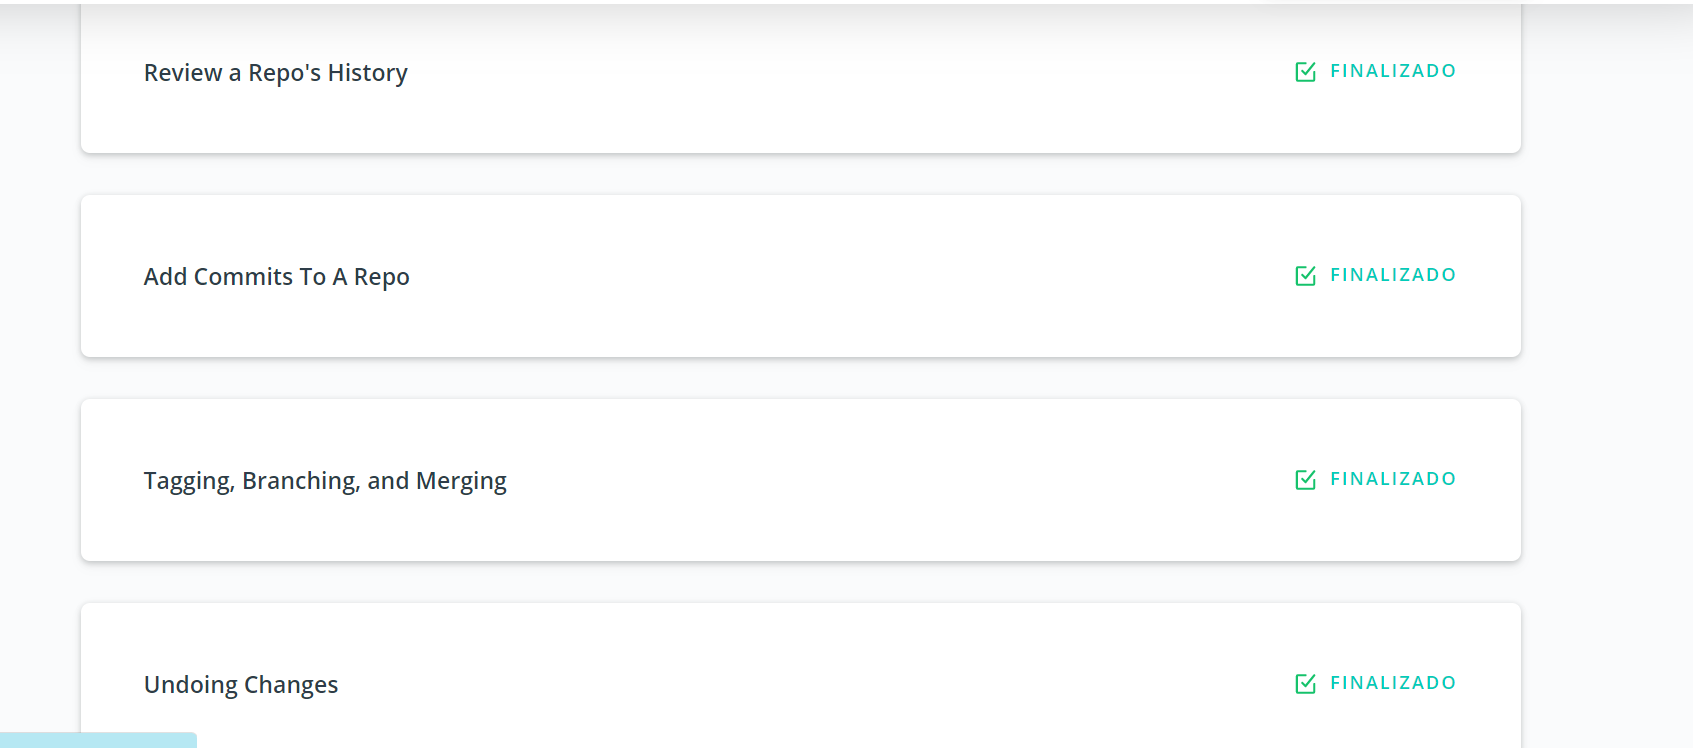 Review a Repo's History
FINALIZADO
Add Commits To A Repo
FINALIZADO
Tagging, Branching, and Merging
FINALIZADO
Undoing Changes
FINALIZADO